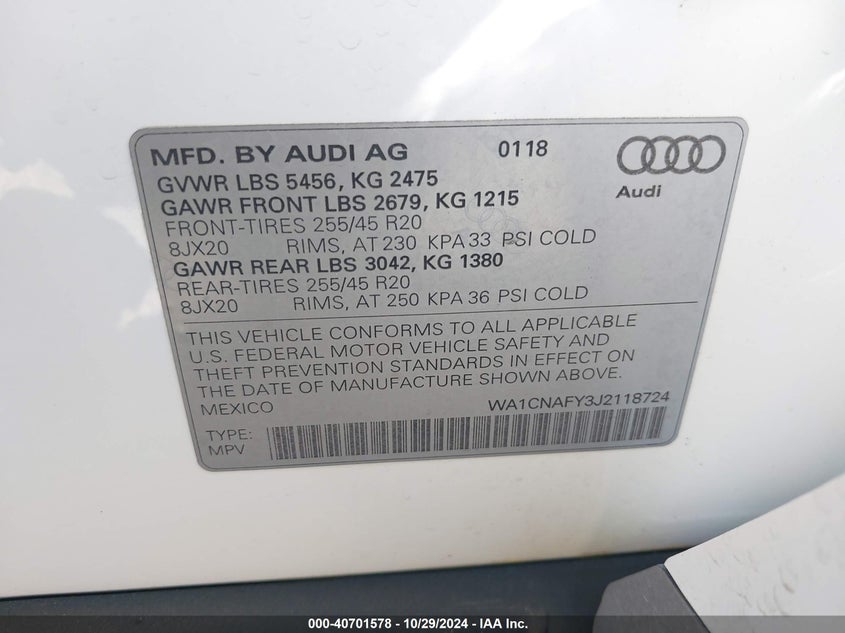 MFD. BY AUDI AG 0118
GVWR LBS 5456, KG 2475
GAWR FRONT LBS 2679, KG 1215
FRONT-TIRES 255/45 R20
8JX20 RIMS, AT 230 KPA 33 PSI COLD
GAWR REAR LBS 3042, KG 1380
REAR-TIRES 255/45 R20
8JX20 RIMS, AT 250 KPA 36 PSI COLD
Audi
THIS VEHICLE CONFORMS TO ALL APPLICABLE
U.S. FEDERAL MOTOR VEHICLE SAFETY AND
THEFT PREVENTION STANDARDS IN EFFECT ON
THE DATE OF MANUFACTURE SHOWN ABOVE.
MEXICO WA1CNAFY3J2118724
TYPE:
MPV
000-40701578 - 10/29/2024 - IAA Inc.